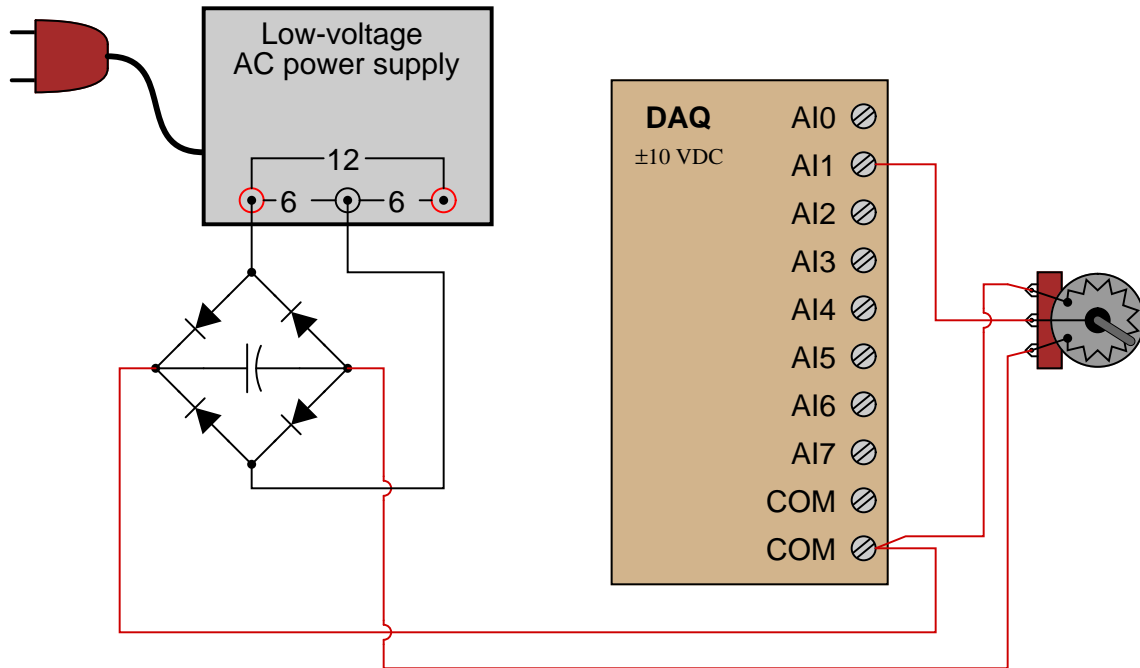 Low-voltage
AC power supply
12
6 6
DAQ
±10 VDC
AI0
AI1
AI2
AI3
AI4
AI5
AI6
AI7
COM
COM